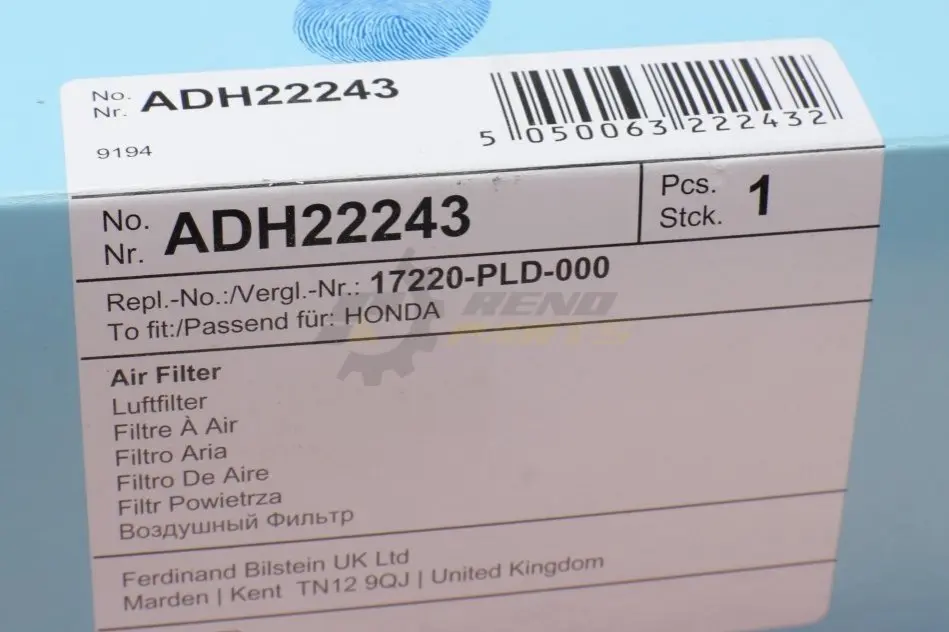 No.
Nr. ADH22243
9194
5 050063 222432
No.
Nr. ADH22243
Pcs.
Stck. 1
Repl.-No.:/Vergl.-Nr.: 17220-PLD-000
To fit:/Passend für: HONDA
RENO
PARTS
Air Filter
Luftfilter
Filtre À Air
Filtro Aria
Filtro De Aire
Filtr Powietrza
Воздушный Фильтр
Ferdinand Bilstein UK Ltd
Marden | Kent TN12 9QJ | United Kingdom